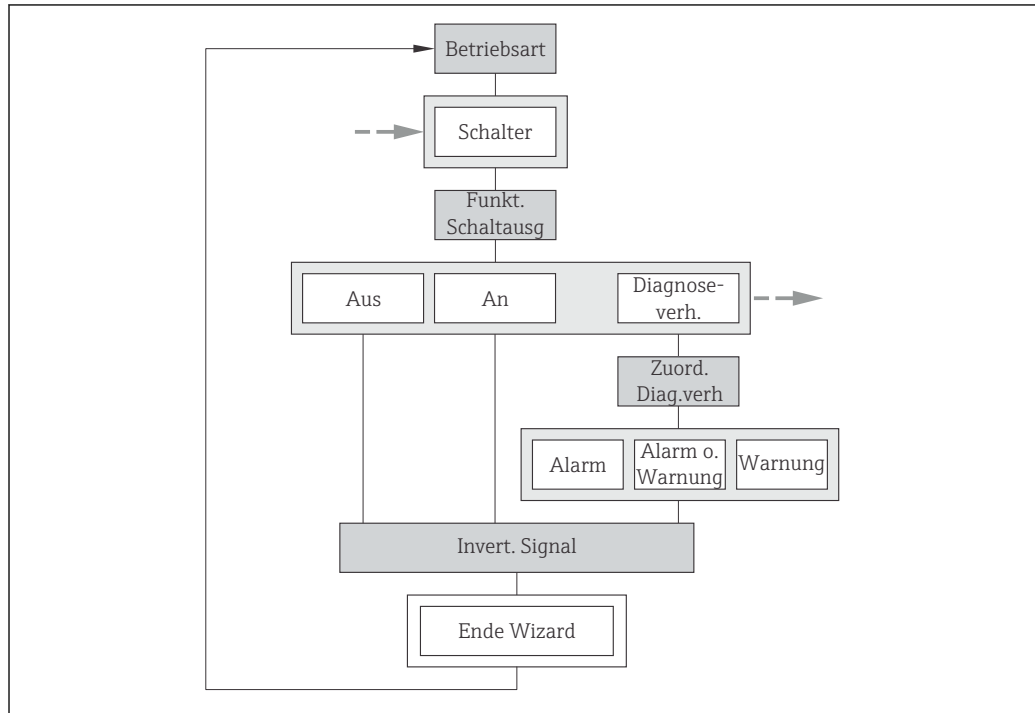 Betriebsart
Schalter
Funkt.
Schaltausg
Aus
An
Diagnose-
verh.
Zuord.
Diag.verh
Alarm
Alarm o.
Warnung
Warnung
Invert. Signal
Ende Wizard